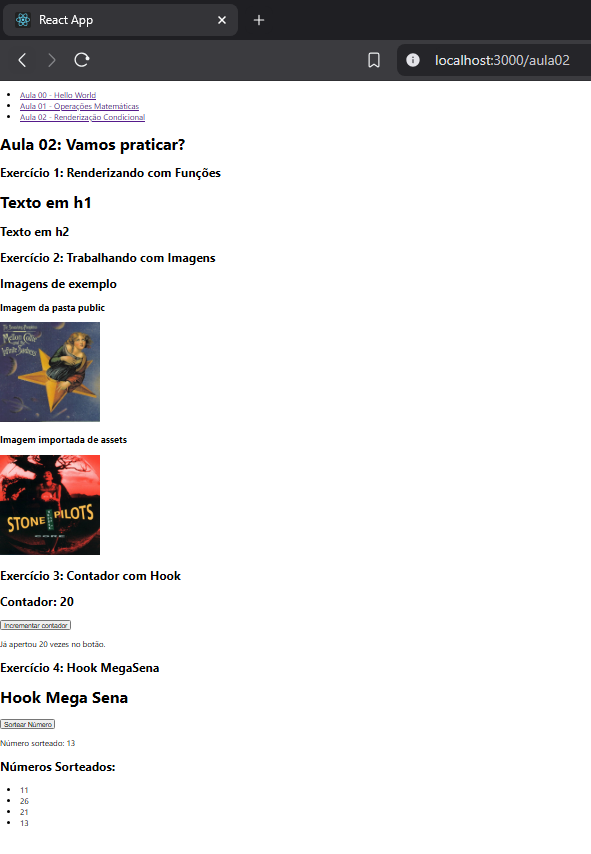 React App
localhost:3000/aula02
Aula 00 - Hello World
Aula 01 - Operações Matemáticas
Aula 02 - Renderização Condicional
Aula 02: Vamos praticar?
Exercício 1: Renderizando com Funções
Texto em h1
Texto em h2
Exercício 2: Trabalhando com Imagens
Imagens de exemplo
Imagem da pasta public
Mellon Collie
and the
Infinite Sadness
Imagem importada de assets
STONE PILOTS
Exercício 3: Contador com Hook
Contador: 20
Incrementar contador
Já apertou 20 vezes no botão.
Exercício 4: Hook MegaSena
Hook Mega Sena
Sortear Número
Número sorteado: 13
Números Sorteados:
11
26
21
13